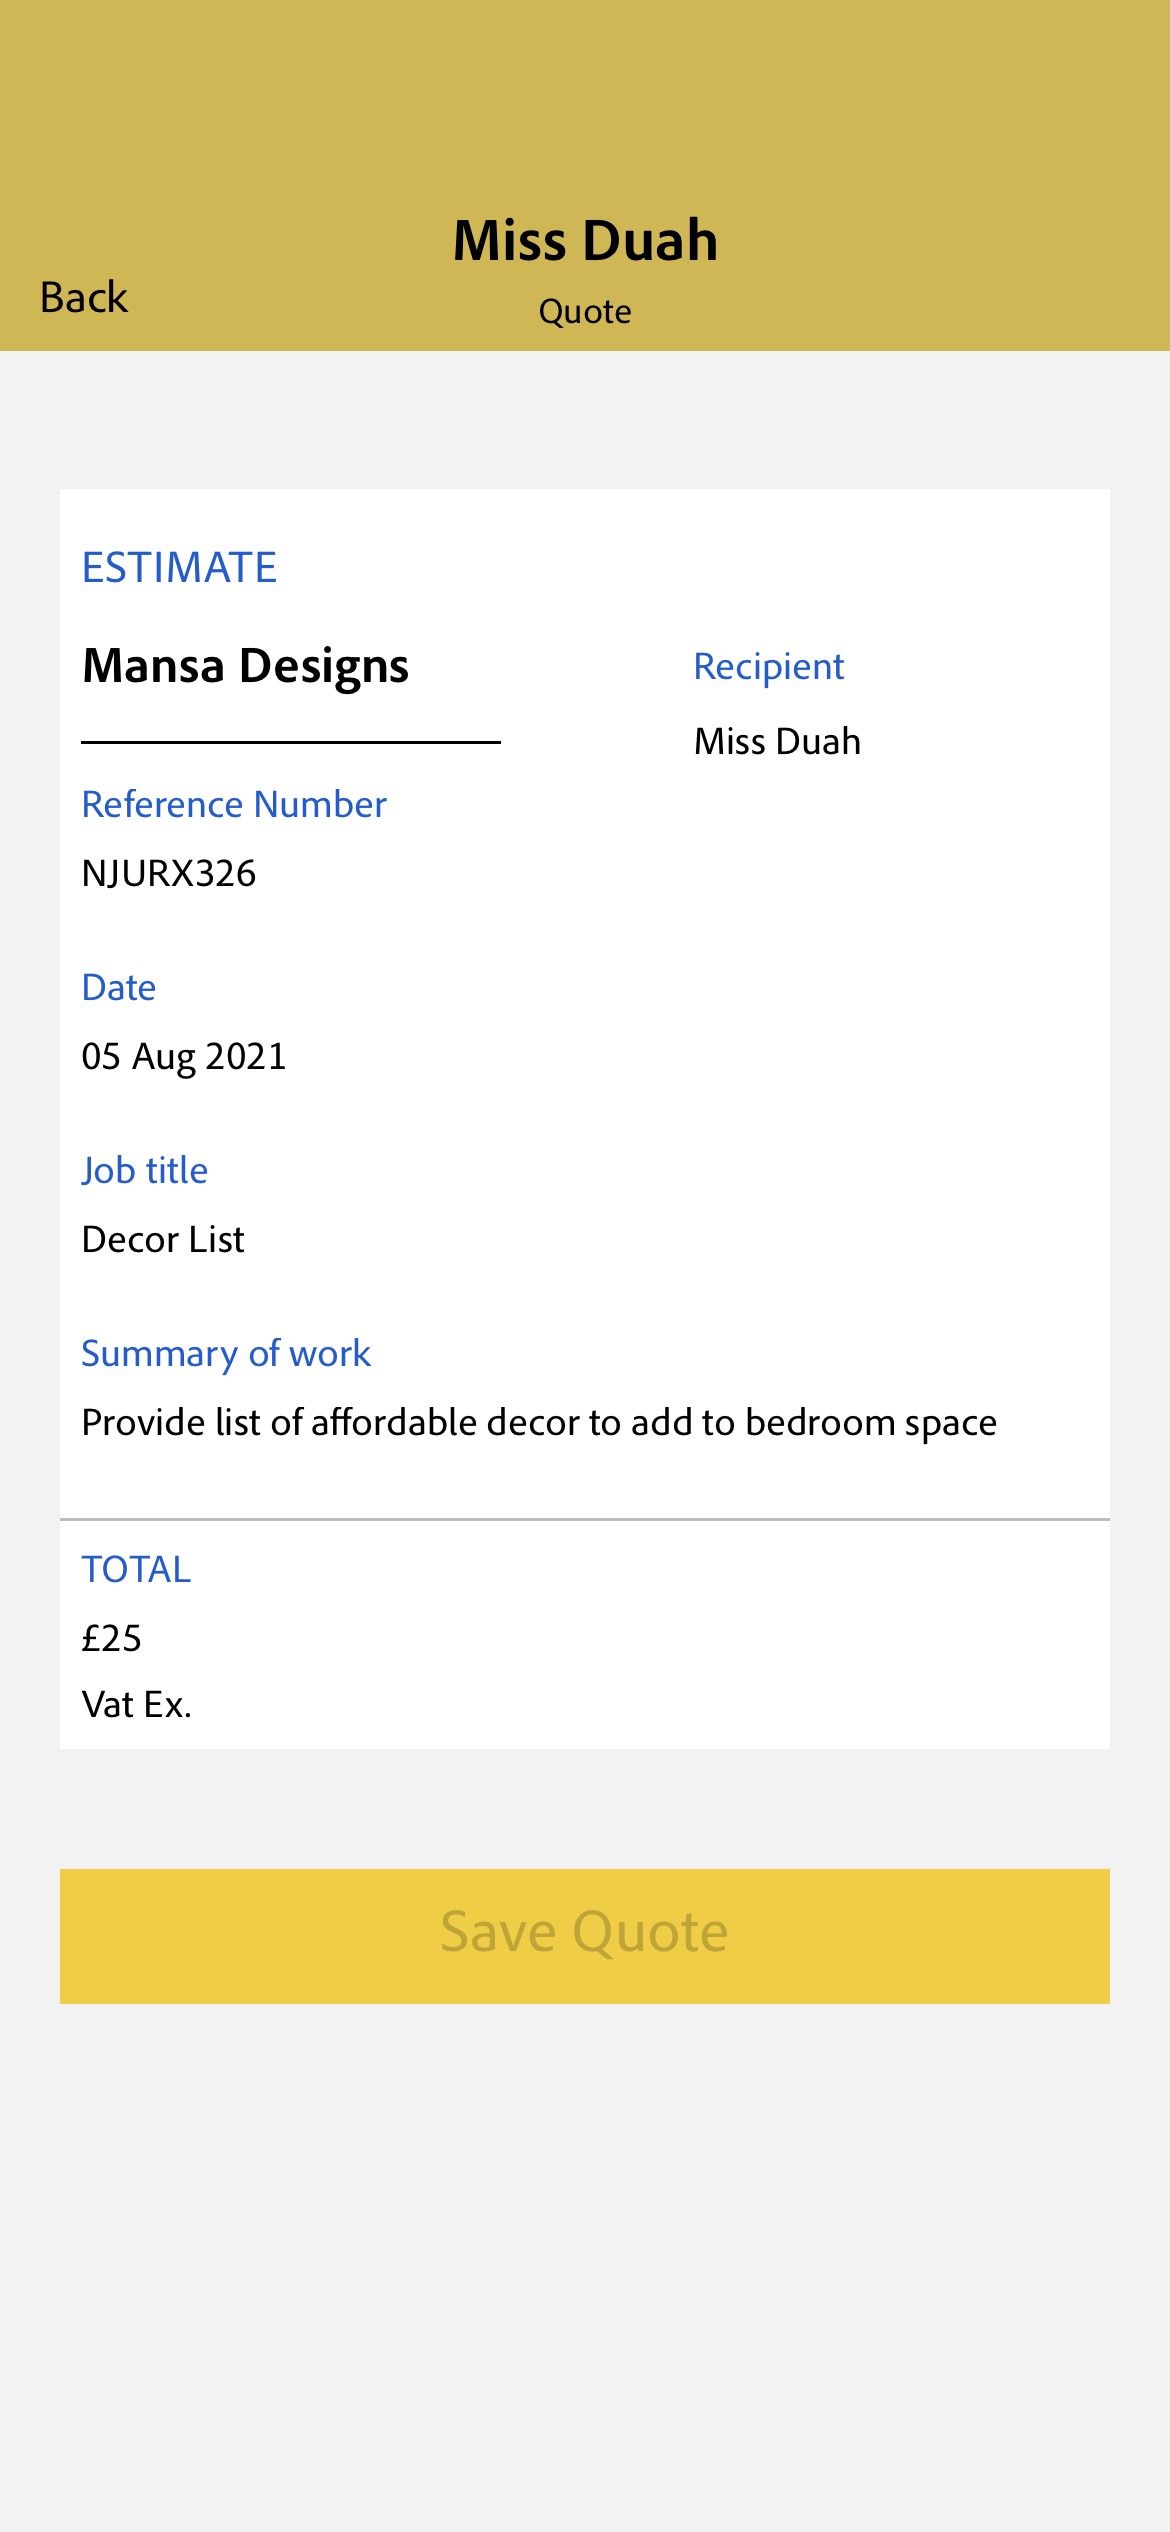 Miss Duah
Back
Quote
ESTIMATE
Mansa Designs
Recipient
Miss Duah
Reference Number
NJURX326
Date
05 Aug 2021
Job title
Decor List
Summary of work
Provide list of affordable decor to add to bedroom space
TOTAL
£25
Vat Ex.
Save Quote